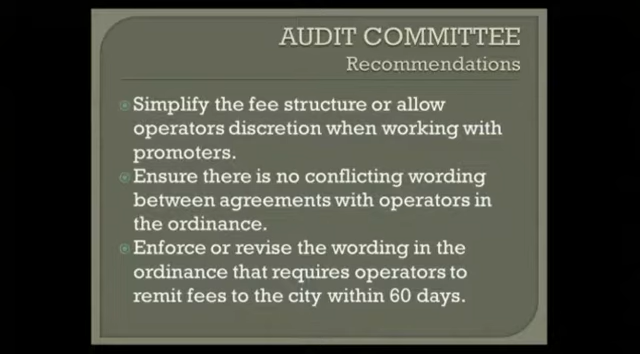 AUDIT COMMITTEE
Recommendations
Simplify the fee structure or allow
operators discretion when working with
promoters.
Ensure there is no conflicting wording
between agreements with operators in
the ordinance.
Enforce or revise the wording in the
ordinance that requires operators to
remit fees to the city within 60 days.